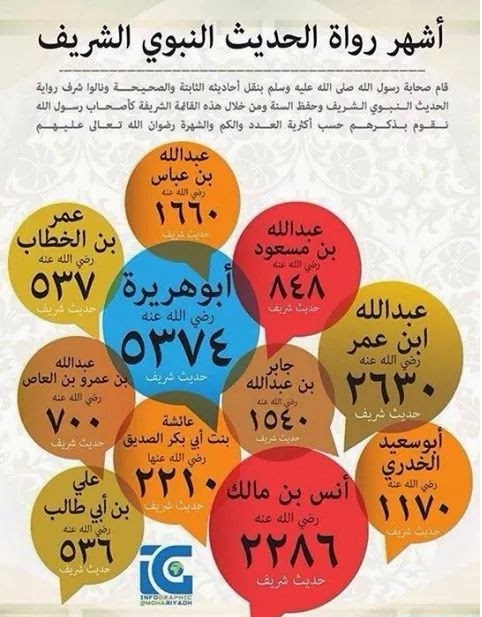 أشهر رواة الحديث النبوي الشريف
قام صحابة رسول الله صلى الله عليه وسلم بنقل أحاديثه الثابتة والصحيحة ونالوا شرف رواية
الحديث النبوي الشريف وحفظ السنة ومن خلال هذه القائمة الشريفة كأصحاب رسول الله
نقوم بذكرهم حسب أكثرية العدد والكم والشهرة رضوان الله تعالى عليهم
عبدالله
بن عباس
رضي الله عنه
١٦٦٠
حديث شريف
عمر
بن الخطاب
رضي الله عنه
٥٣٧
حديث شريف
عبدالله
بن مسعود
رضي الله عنه
٨٤٨
حديث شريف
أبوهريرة
رضي الله عنه
٥٣٧٤
حديث شريف
عبدالله
ابن عمر
رضي الله عنه
٢٦٣٠
حديث شريف
عبدالله
بن عمرو بن العاص
رضي الله عنه
٧٠٠
حديث شريف
جابر
بن عبدالله
رضي الله عنه
١٥٤٠
حديث شريف
عائشة
بنت أبي بكر الصديق
رضي الله عنها
٢٢١٠
حديث شريف
أبوسعيد
الخدري
رضي الله عنه
١١٧٠
حديث شريف
علي
بن أبي طالب
رضي الله عنه
٥٣٦
حديث شريف
أنس بن مالك
رضي الله عنه
٢٢٨٦
حديث شريف
IG
INFOGRAPHIC
@MOHARIYADH